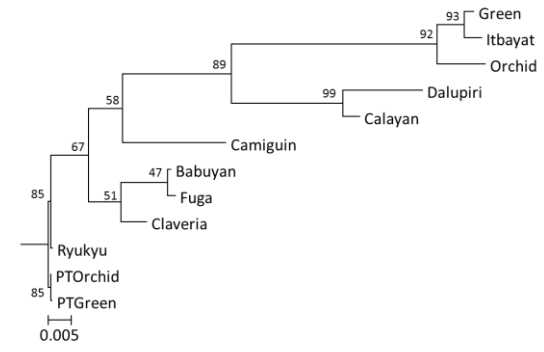 93 Green
Itbayat
92
Orchid
89
99 Dalupiri
Calayan
58
Camiguin
67
47 Babuyan
Fuga
51
Claveria
85
Ryukyu
PTOrchid
85
PTGreen
0.005